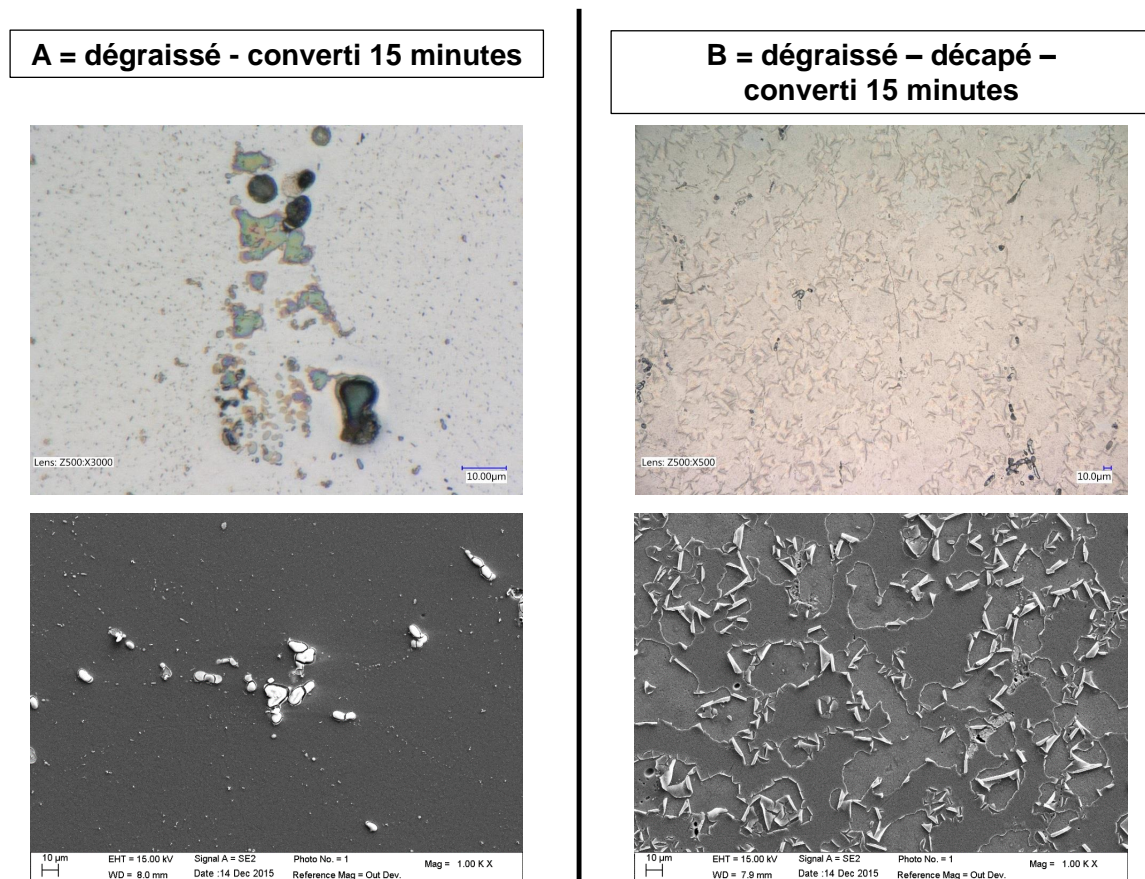 A = dégraissé - converti 15 minutes
B = dégraissé – décapé –
converti 15 minutes
Lens: Z500:X3000
10.00µm
Lens: Z500:X500
10.0µm
10 µm
EHT = 15.00 kV
Signal A = SE2
Photo No. = 1
Mag = 1.00 K X
WD = 8.0 mm
Date :14 Dec 2015
Reference Mag = Out Dev.
10 µm
EHT = 15.00 kV
Signal A = SE2
Photo No. = 1
Mag = 1.00 K X
WD = 7.9 mm
Date :14 Dec 2015
Reference Mag = Out Dev.